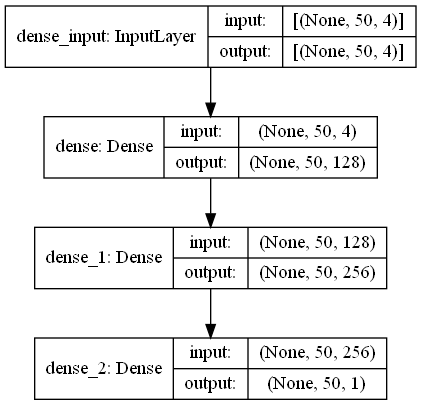 dense_input: InputLayer
input: [(None, 50, 4)]
output: [(None, 50, 4)]
dense: Dense
input: (None, 50, 4)
output: (None, 50, 128)
dense_1: Dense
input: (None, 50, 128)
output: (None, 50, 256)
dense_2: Dense
input: (None, 50, 256)
output: (None, 50, 1)